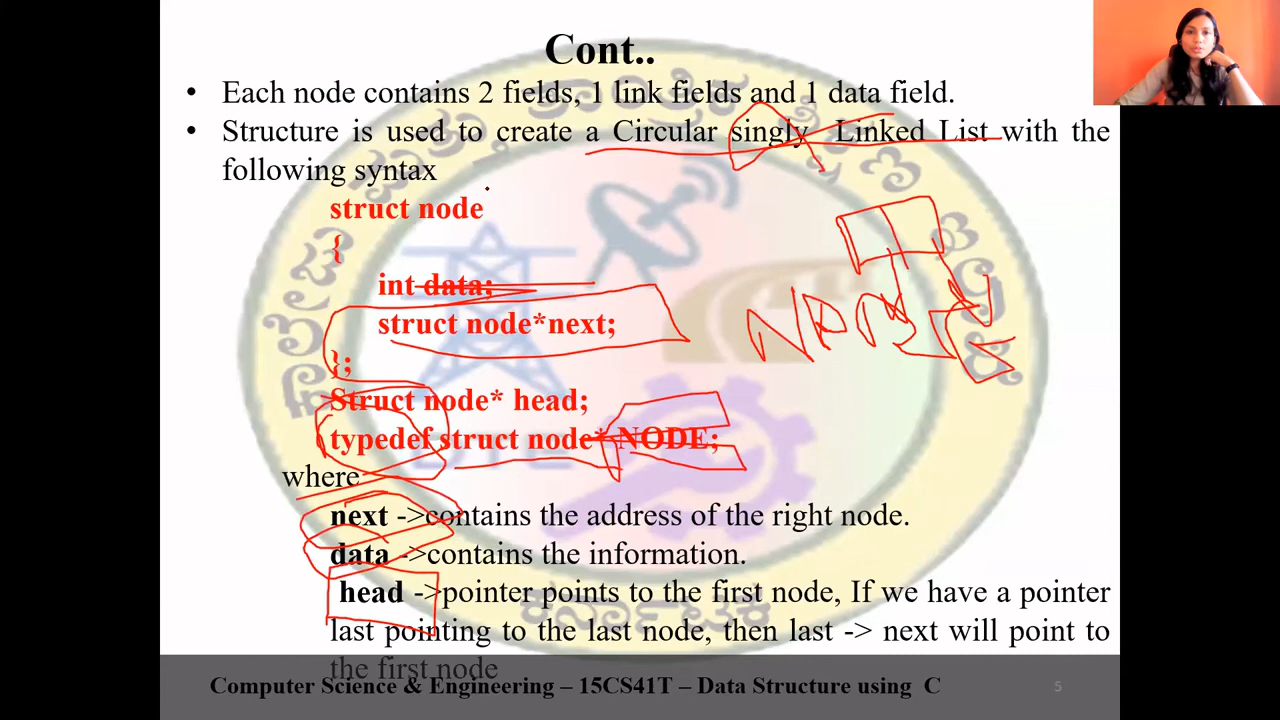 Cont..
• Each node contains 2 fields, 1 link fields and 1 data field.
• Structure is used to create a Circular singly Linked List with the
following syntax
struct node
{
int data;
struct node*next;
};
Struct node* head;
typedef struct node* NODE;
where
next ->contains the address of the right node.
data ->contains the information.
head ->pointer points to the first node, If we have a pointer
last pointing to the last node, then last -> next will point to
the first node
Computer Science & Engineering – 15CS41T – Data Structure using C
5